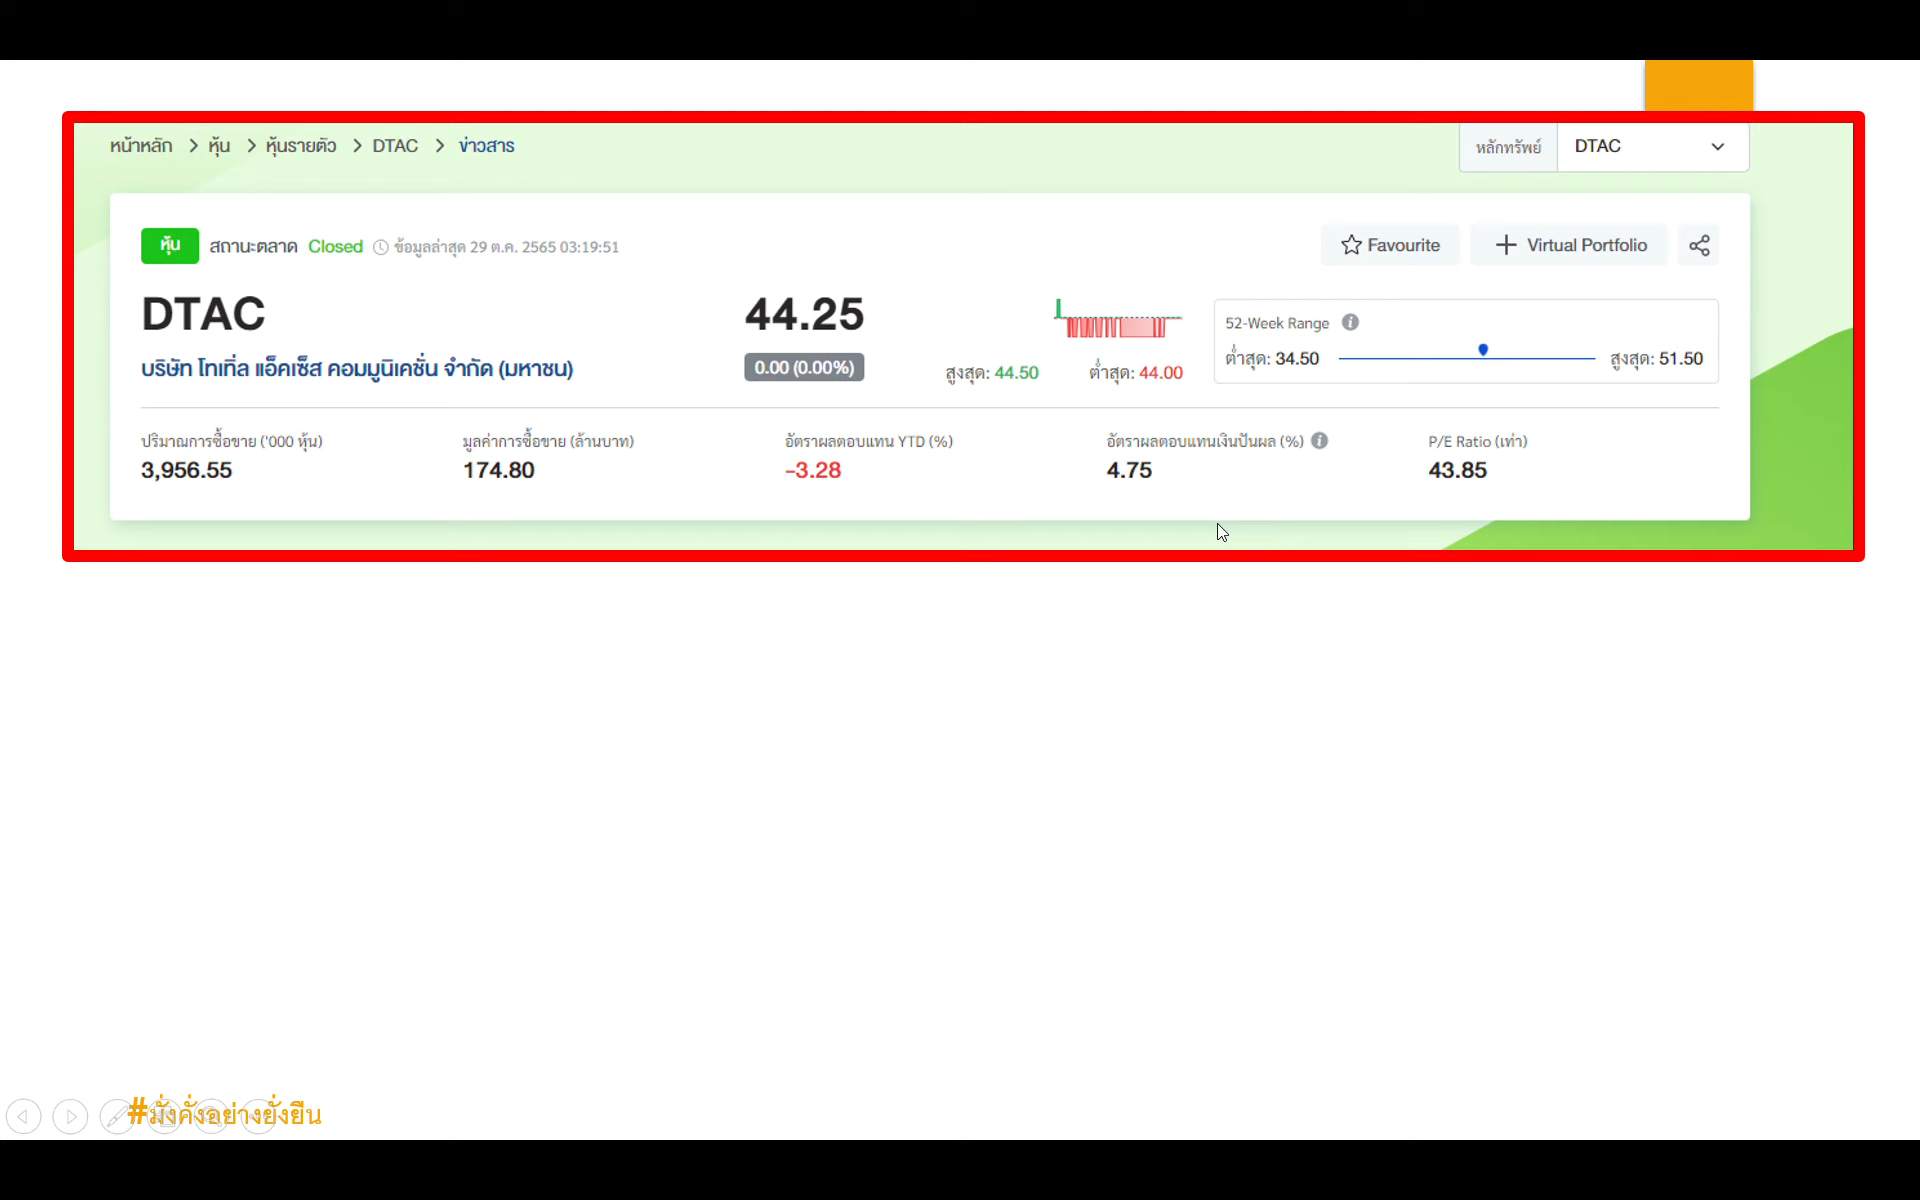 หน้าหลัก > หุ้น > หุ้นรายตัว > DTAC > ข่าวสาร
หลักทรัพย์ DTAC
หุ้น สถานะตลาด Closed ข้อมูลล่าสุด 29 ต.ค. 2565 03:19:51
Favourite
Virtual Portfolio
DTAC
บริษัท โทเทิ่ล แอ็คเซ็ส คอมมูนิเคชั่น จำกัด (มหาชน)
44.25
0.00 (0.00%)
สูงสุด: 44.50 ต่ำสุด: 44.00
52-Week Range
ต่ำสุด: 34.50 สูงสุด: 51.50
ปริมาณการซื้อขาย ('000 หุ้น)
3,956.55
มูลค่าการซื้อขาย (ล้านบาท)
174.80
อัตราผลตอบแทน YTD (%)
-3.28
อัตราผลตอบแทนเงินปันผล (%)
4.75
P/E Ratio (เท่า)
43.85
#มั่งคั่งอย่างยั่งยืน